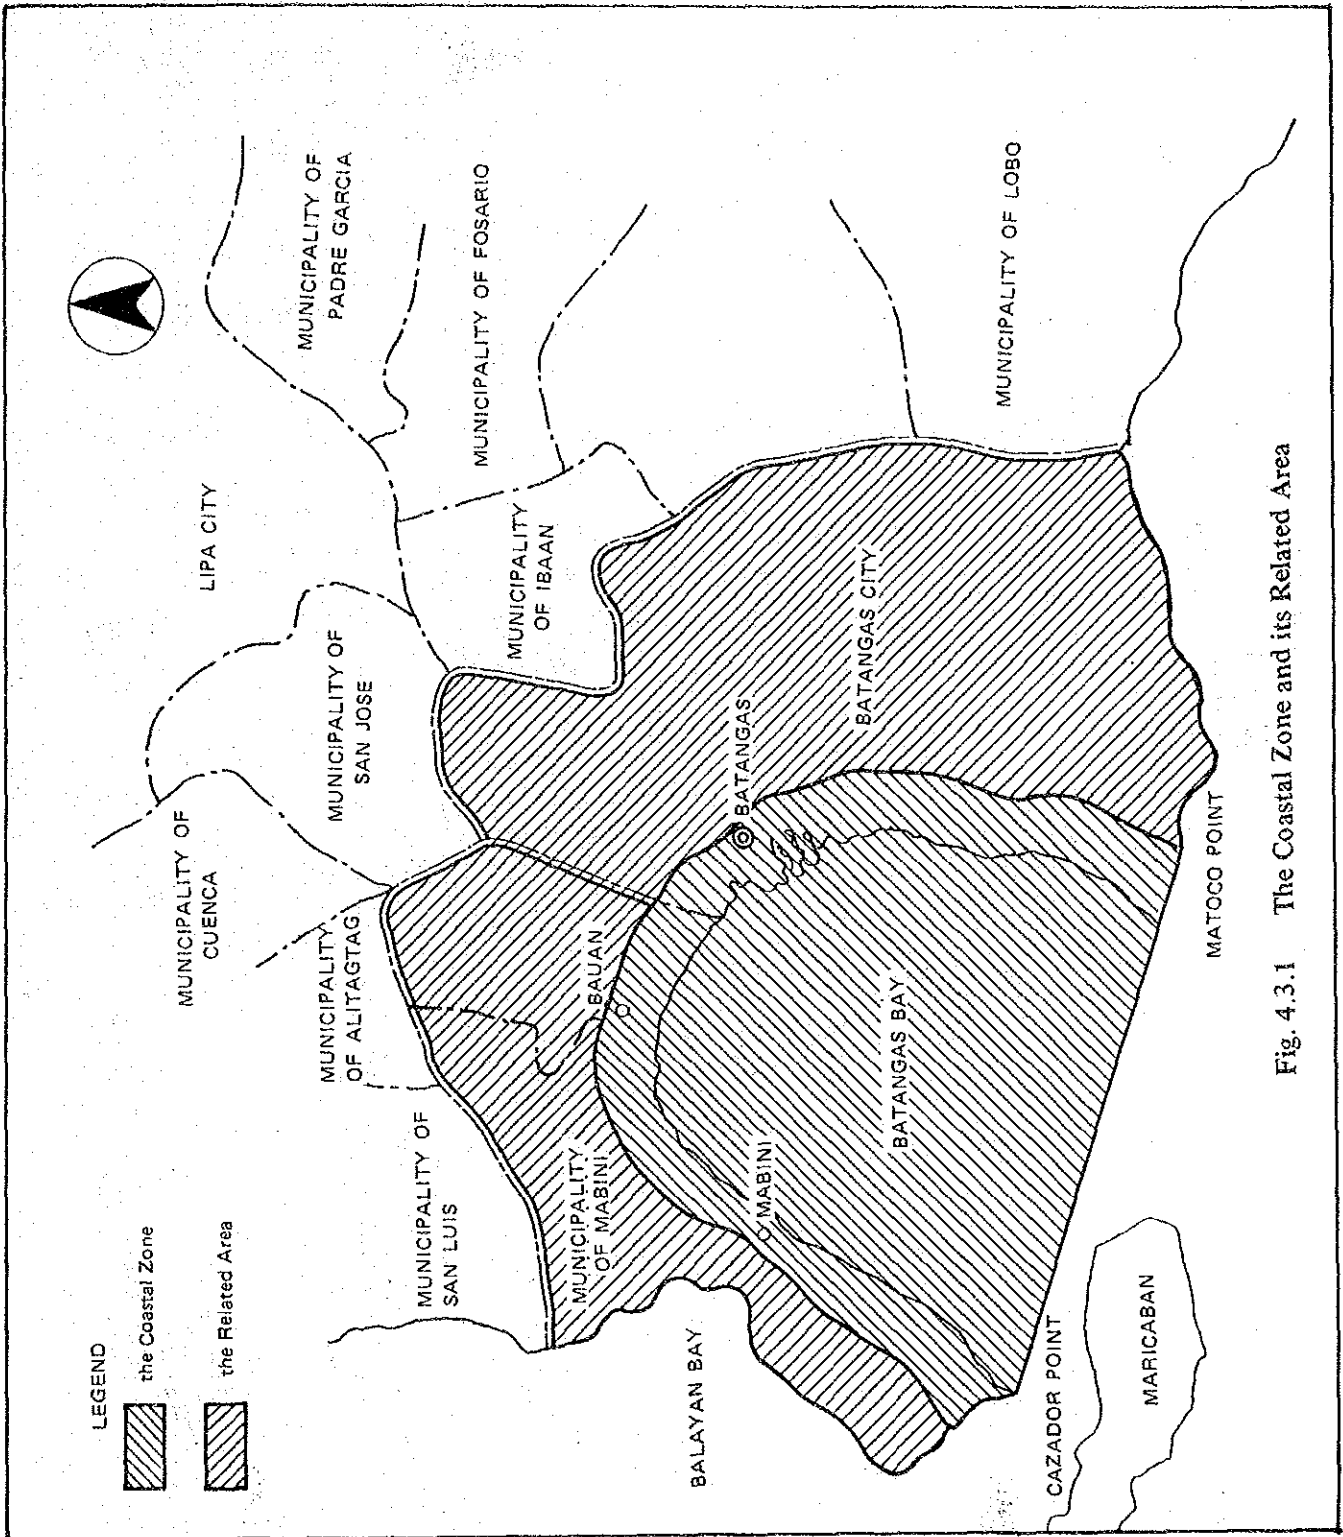 LEGEND
the Coastal Zone
the Related Area
MUNICIPALITY OF
CUENCA
LIPA CITY
MUNICIPALITY OF
PADRE GARCIA
MUNICIPALITY OF
SAN JOSE
MUNICIPALITY
OF ALITAGTAG
MUNICIPALITY OF FOSARIO
MUNICIPALITY OF
SAN LUIS
MUNICIPALITY
OF IBAAN
MUNICIPALITY
OF MABINI
BAUAN
BATANGAS
BALAYAN BAY
MABINI
BATANGAS CITY
BATANGAS BAY
MUNICIPALITY OF LOBO
CAZADOR POINT
MARICABAN
MATOCO POINT
Fig. 4.3.1 The Coastal Zone and its Related Area